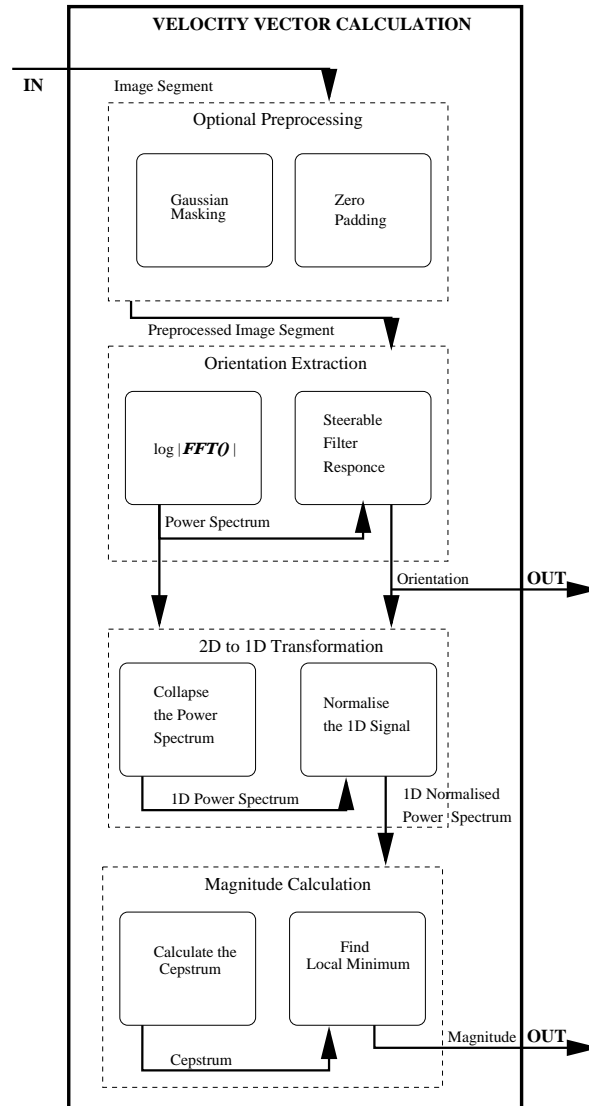 VELOCITY VECTOR CALCULATION
IN
Image Segment
Optional Preprocessing
Gaussian
Masking
Zero
Padding
Preprocessed Image Segment
Orientation Extraction
log | FFT() |
Steerable
Filter
Responce
Power Spectrum
Orientation
OUT
2D to 1D Transformation
Collapse
the Power
Spectrum
Normalise
the 1D Signal
1D Power Spectrum
1D Normalised
Power Spectrum
Magnitude Calculation
Calculate the
Cepstrum
Find
Local Minimum
Cepstrum
Magnitude
OUT